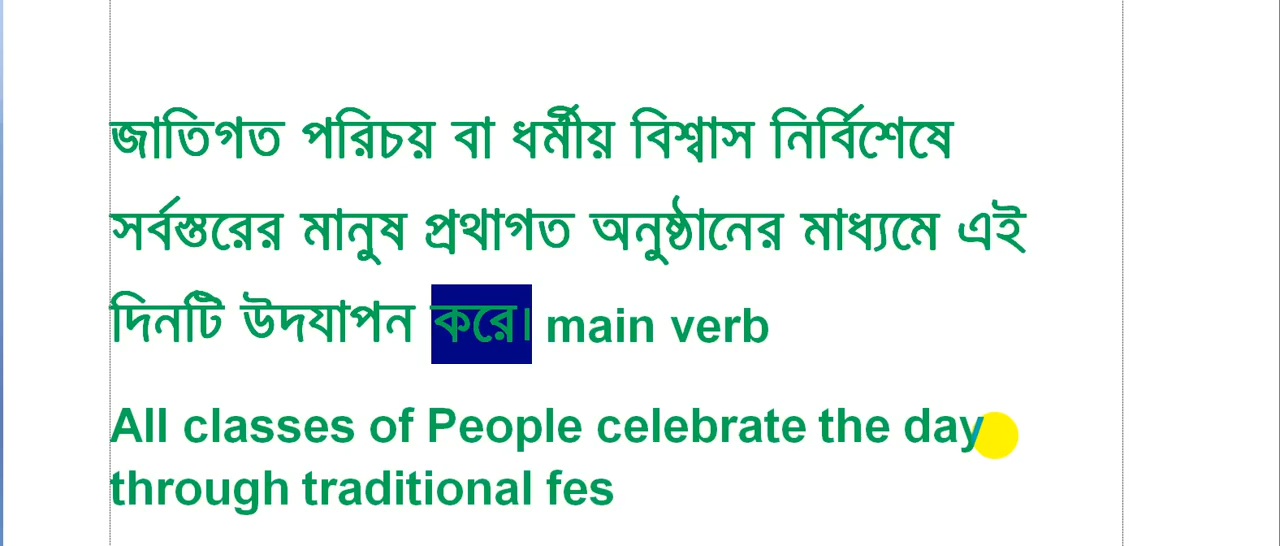 জাতিগত পরিচয় বা ধর্মীয় বিশ্বাস নির্বিশেষে
সর্বস্তরের মানুষ প্রথাগত অনুষ্ঠানের মাধ্যমে এই
দিনটি উদযাপন করে। main verb
All classes of People celebrate the day
through traditional fes